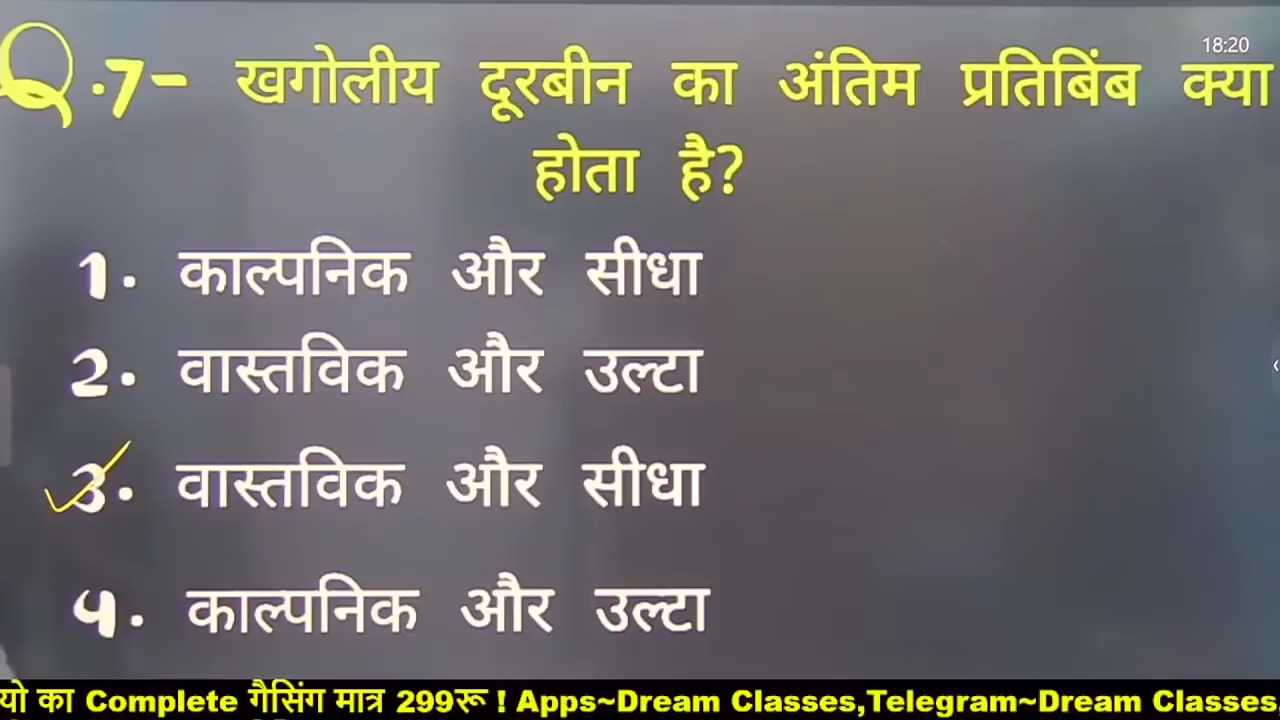 18:20
Q.7- खगोलीय दूरबीन का अंतिम प्रतिबिंब क्या
होता है?
1. काल्पनिक और सीधा
2. वास्तविक और उल्टा
3. वास्तविक और सीधा
4. काल्पनिक और उल्टा
यो का Complete गैसिंग मात्र 299रू ! Apps~Dream Classes,Telegram~Dream Classes,